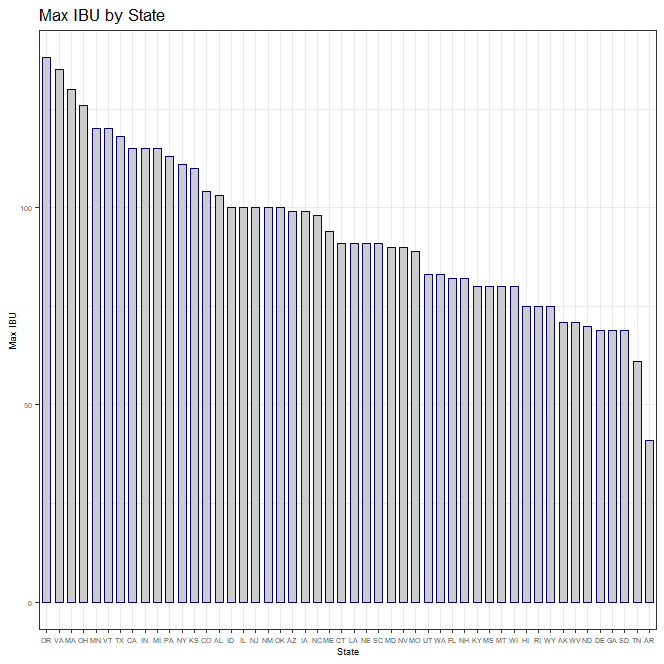 Max IBU by State
Max IBU
100
50
0
OR VA MA OH MN VT TX CA IN MI PA NY KS CO AL ID IL NJ NM OK AZ IA NC ME CT LA NE SC MD NV MO UT WA FL NH KY MS MT WI HI RI WY AK WV ND DE GA SD TN AR
State